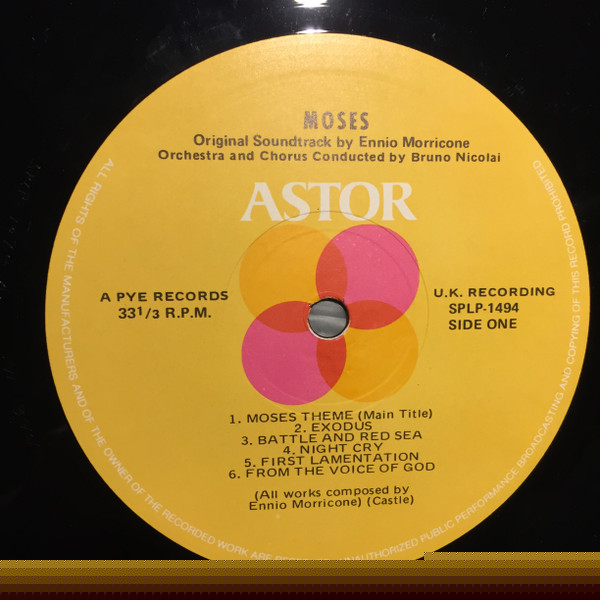 MOSES
Original Soundtrack by Ennio Morricone
Orchestra and Chorus Conducted by Bruno Nicolai
ASTOR
A PYE RECORDS
33 1/3 R.P.M.
U.K. RECORDING
SPLP-1494
SIDE ONE
1. MOSES THEME (Main Title)
2. EXODUS
3. BATTLE AND RED SEA
4. NIGHT CRY
5. FIRST LAMENTATION
6. FROM THE VOICE OF GOD
(All works composed by
Ennio Morricone) (Castle)
ALL RIGHTS OF THE MANUFACTURERS AND OF THE OWNER OF THE RECORDED WORK ARE UNAUTHORIZED PUBLIC PERFORMANCE BROADCASTING AND COPYING OF THIS RECORD PROHIBITED